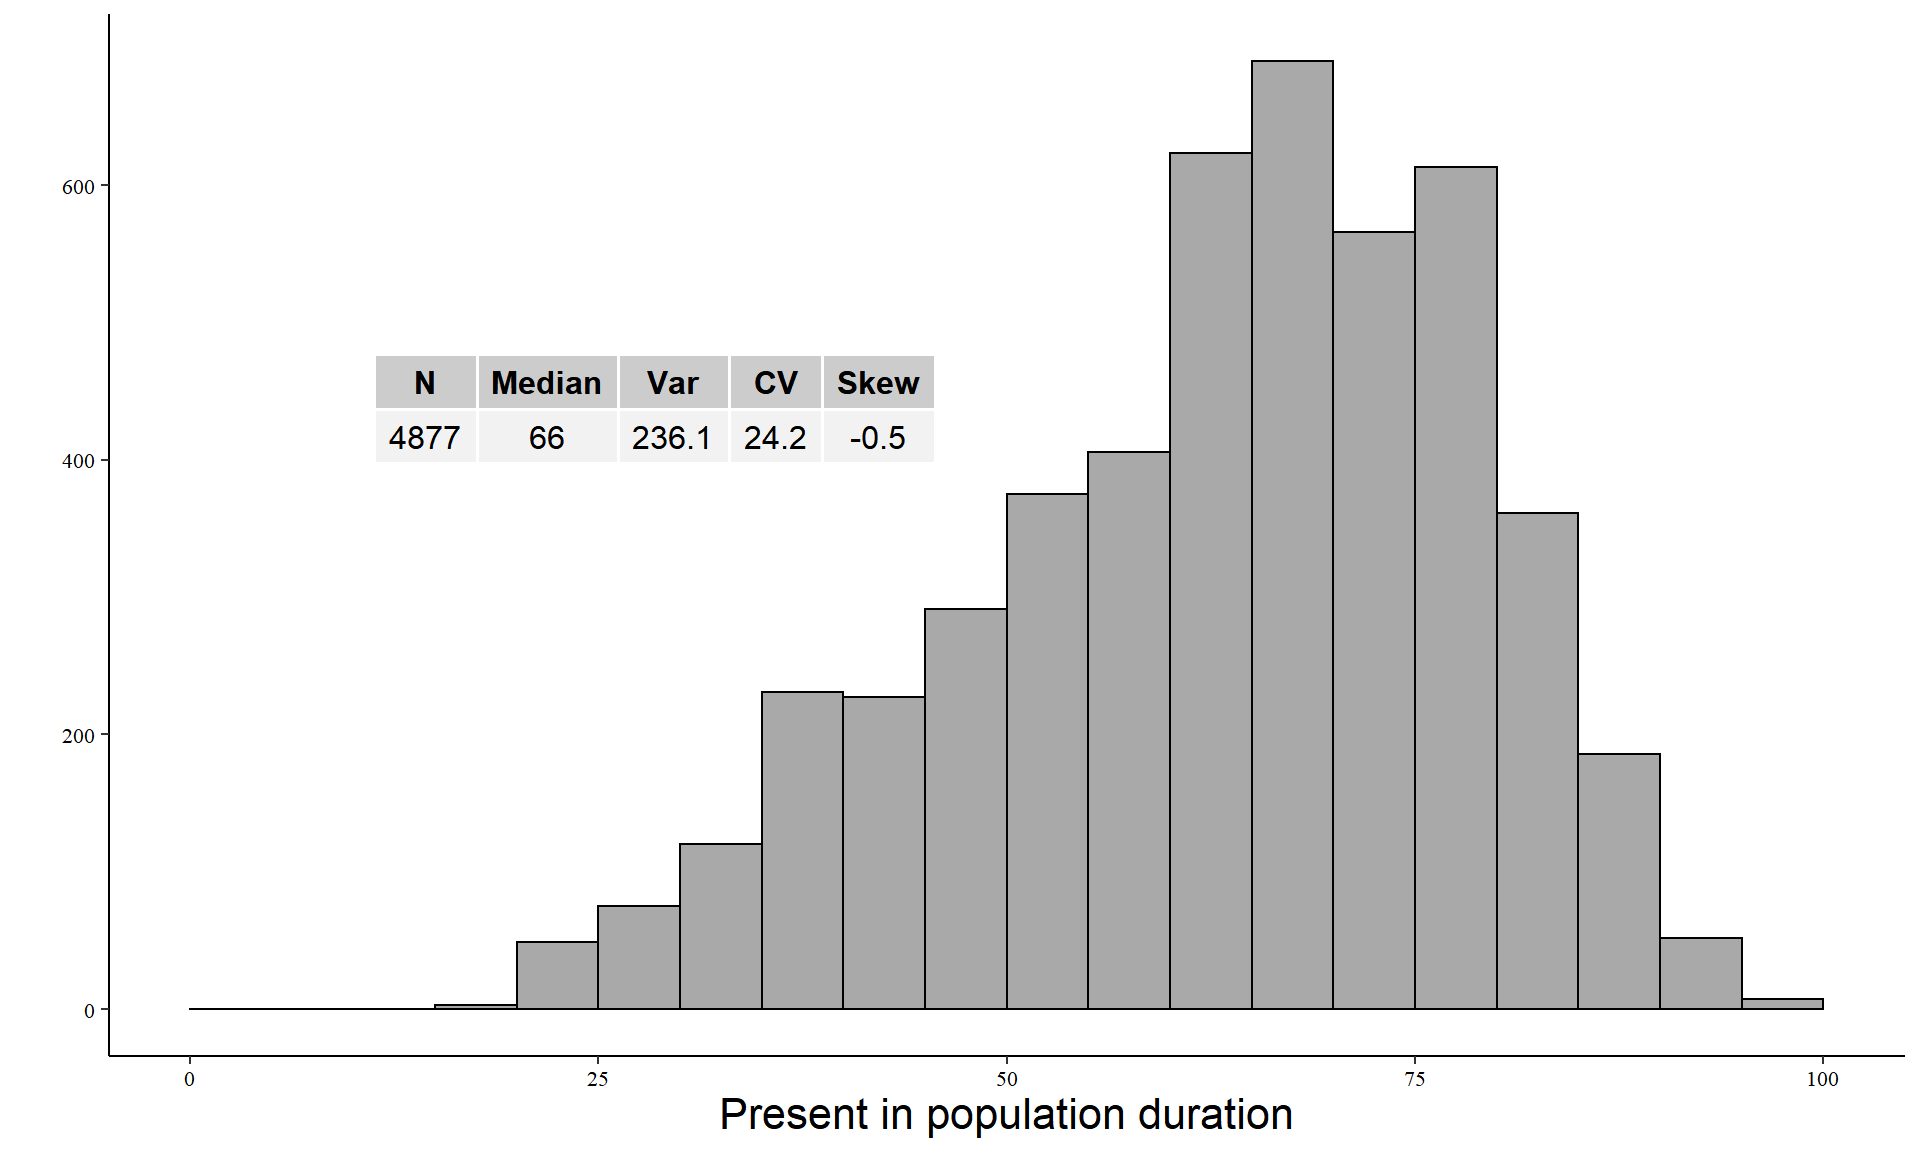 600
400
200
0
N Median Var CV Skew
4877 66 236.1 24.2 -0.5
0 25 50 75 100
Present in population duration